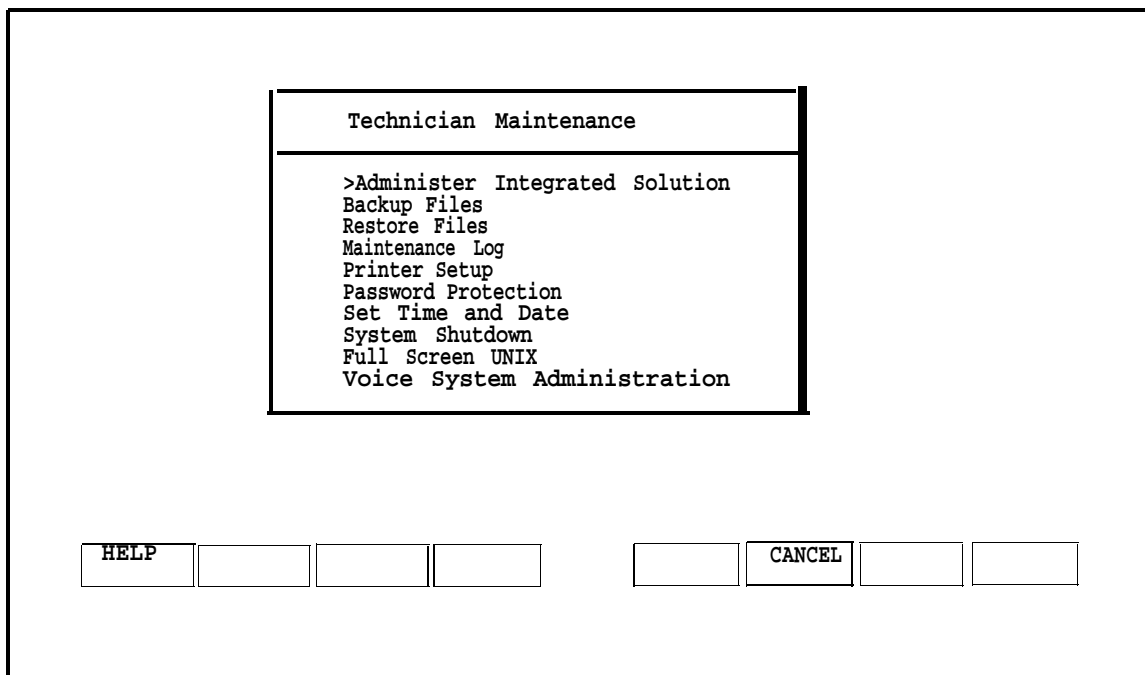 Technician Maintenance
>Administer Integrated Solution
Backup Files
Restore Files
Maintenance Log
Printer Setup
Password Protection
Set Time and Date
System Shutdown
Full Screen UNIX
Voice System Administration
HELP CANCEL